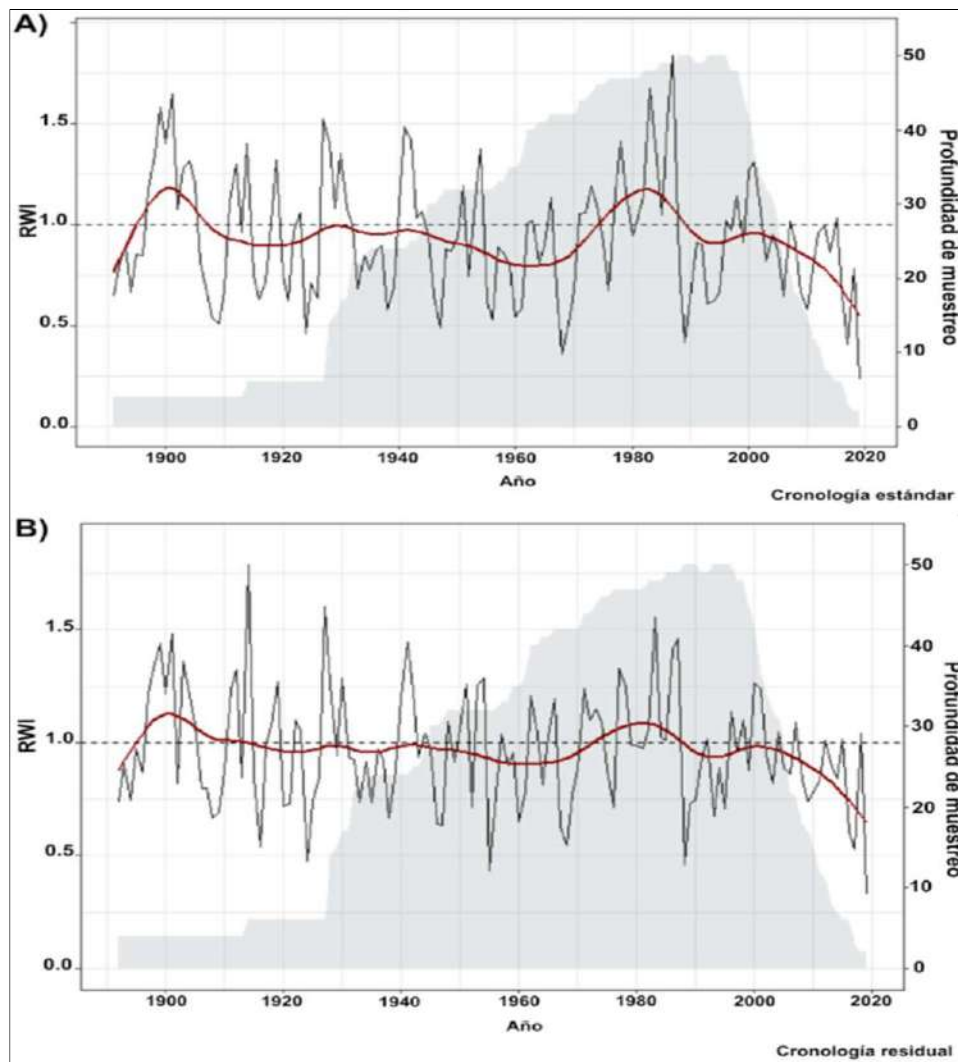 A)
RWI
1.5
1.0
0.5
0.0
50
40
30
20
10
0
Profundidad de muestreo
1900 1920 1940 1960 1980 2000 2020
Año
Cronología estándar
B)
RWI
1.5
1.0
0.5
0.0
50
40
30
20
10
0
Profundidad de muestreo
1900 1920 1940 1960 1980 2000 2020
Año
Cronología residual